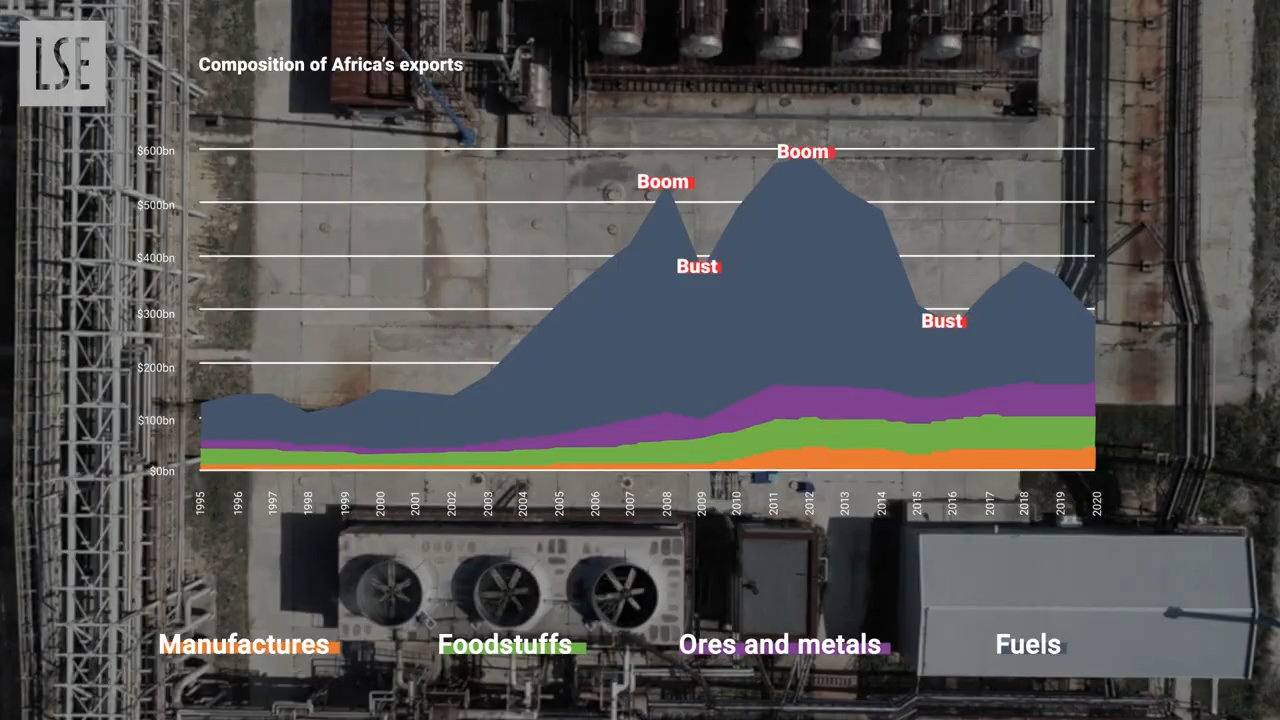 LSE
Composition of Africa's exports
$600bn
Boom
Boom
$500bn
$400bn
Bust
$300bn
Bust
$200bn
$100bn
$0bn
1995 1996 1997 1998 1999 2000 2001 2002 2003 2004 2005 2006 2007 2008 2009 2010 2011 2012 2013 2014 2015 2016 2017 2018 2019 2020
Manufactures Foodstuffs Ores and metals Fuels